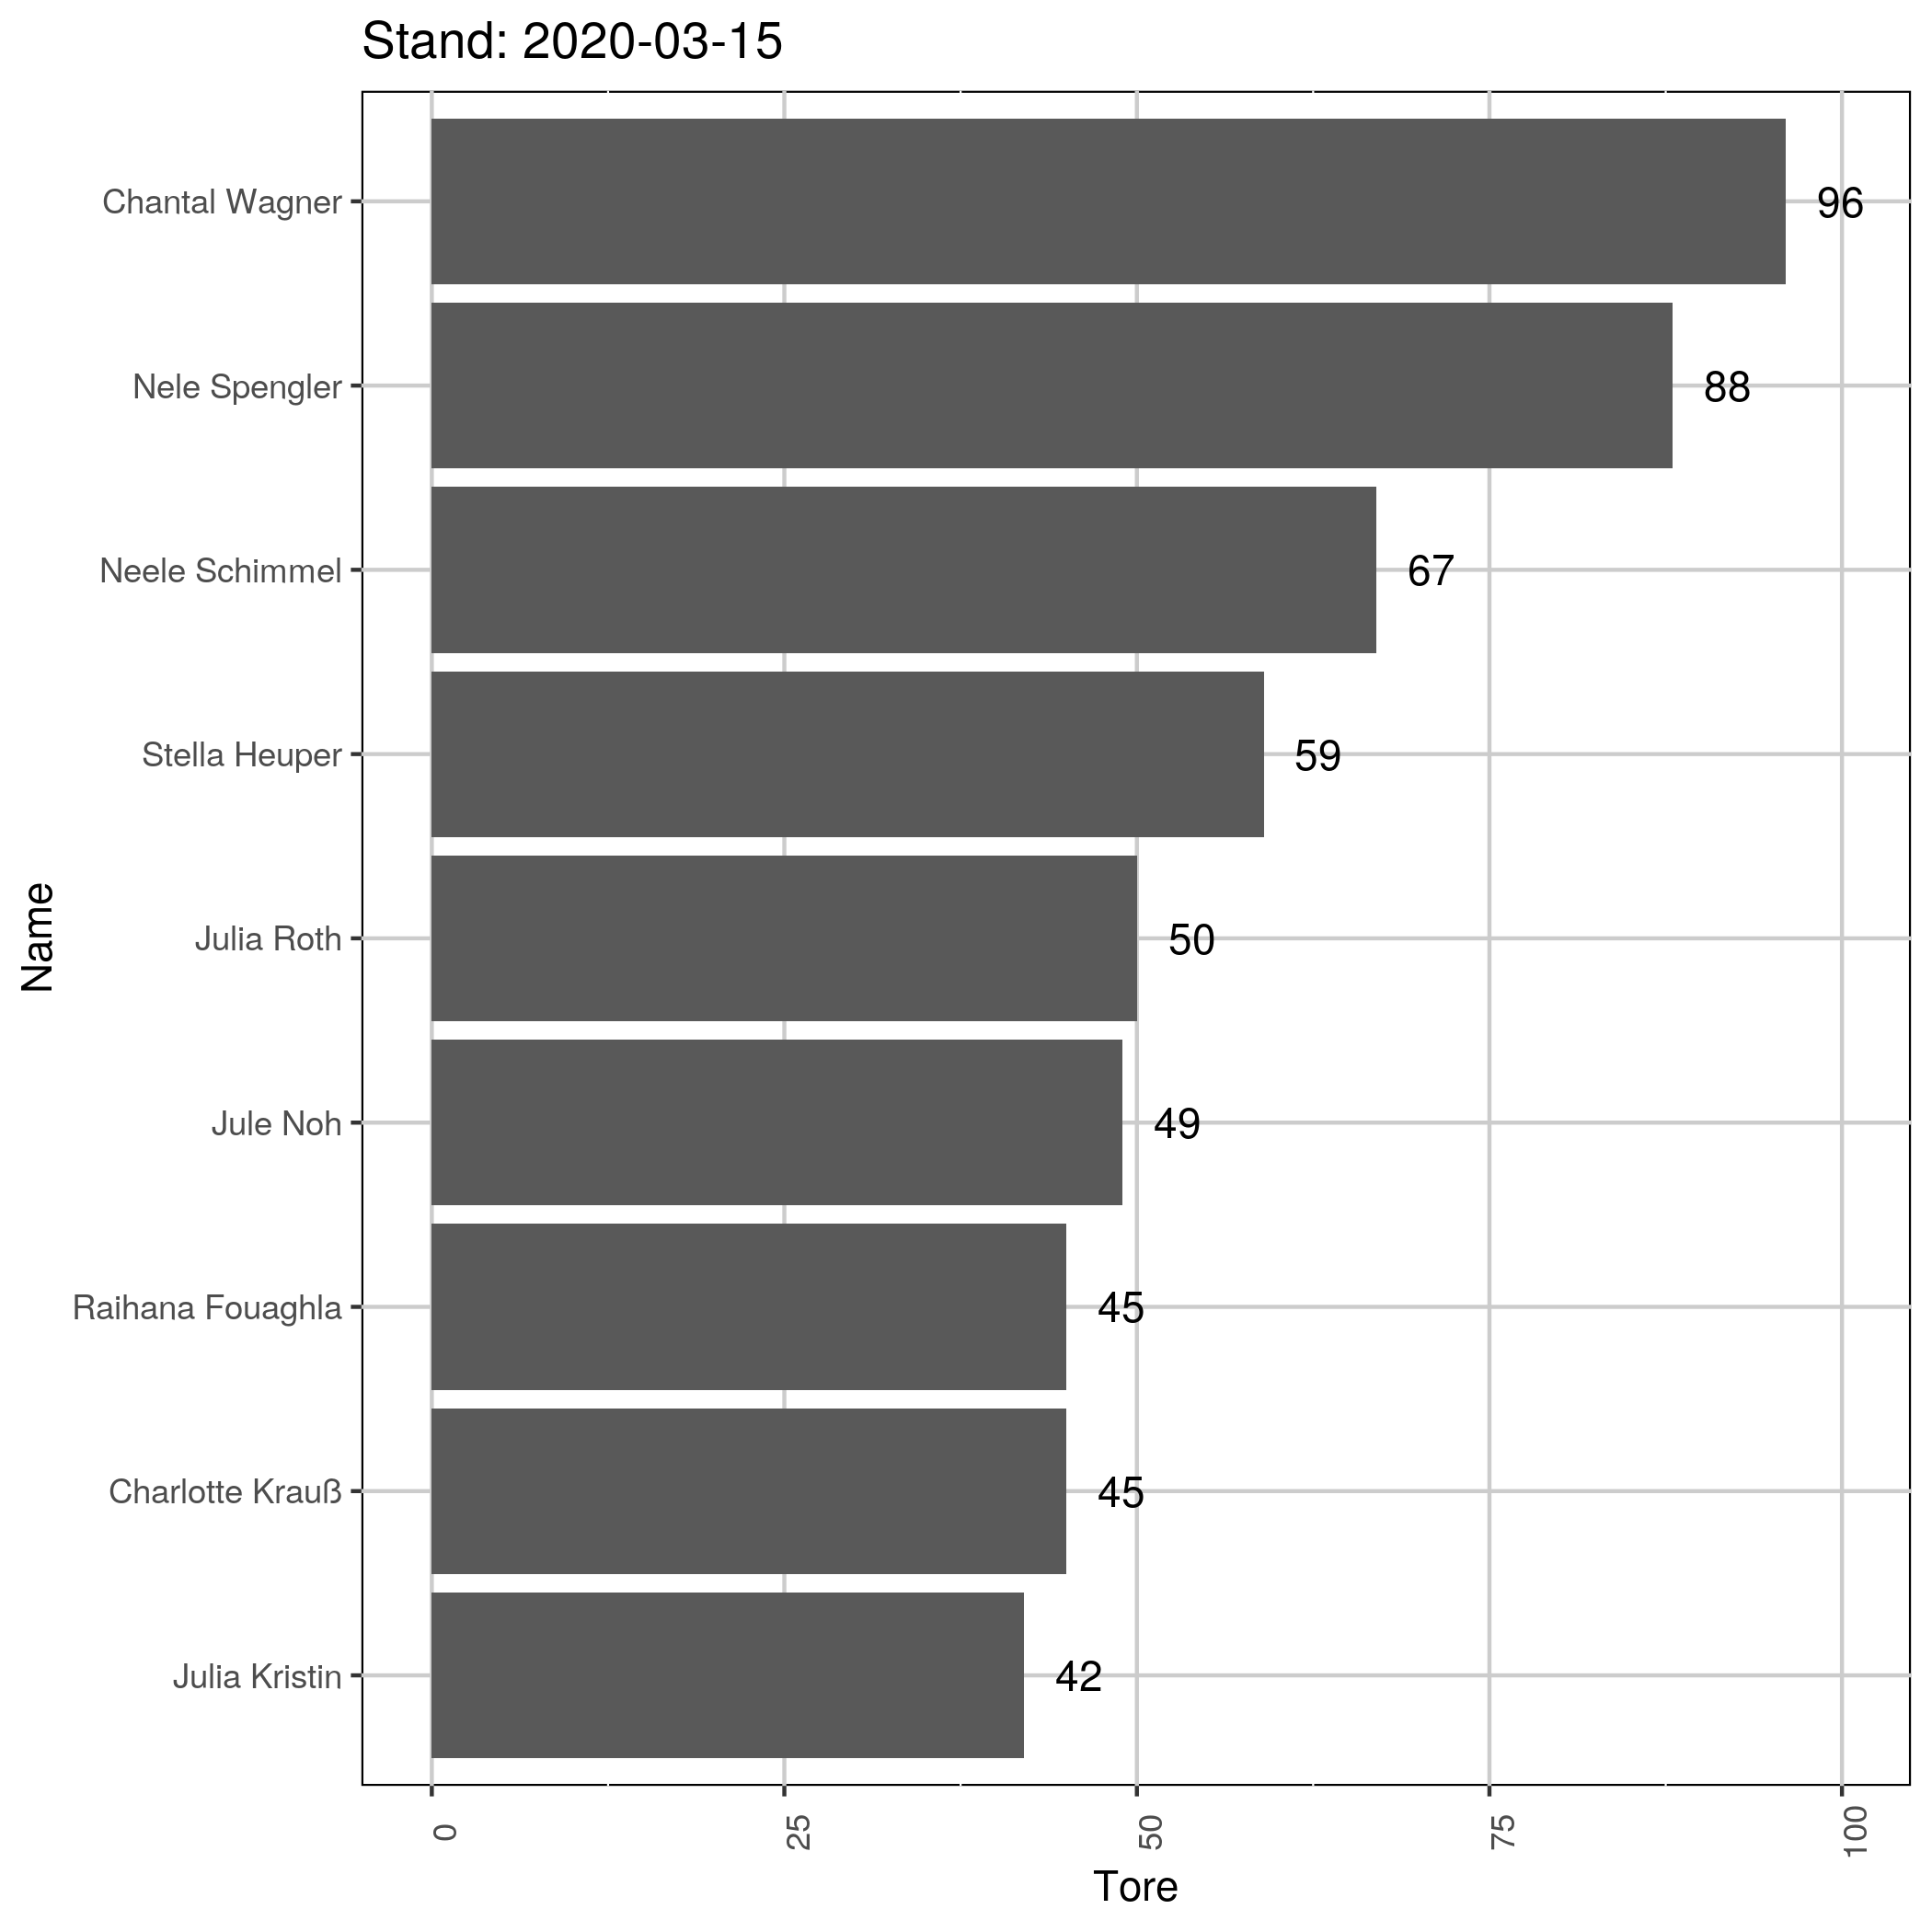 Stand: 2020-03-15
Chantal Wagner 96
Nele Spengler 88
Neele Schimmel 67
Stella Heuper 59
Julia Roth 50
Jule Noh 49
Raihana Fouaghla 45
Charlotte Krauß 45
Julia Kristin 42
Name
0 25 50 75 100
Tore